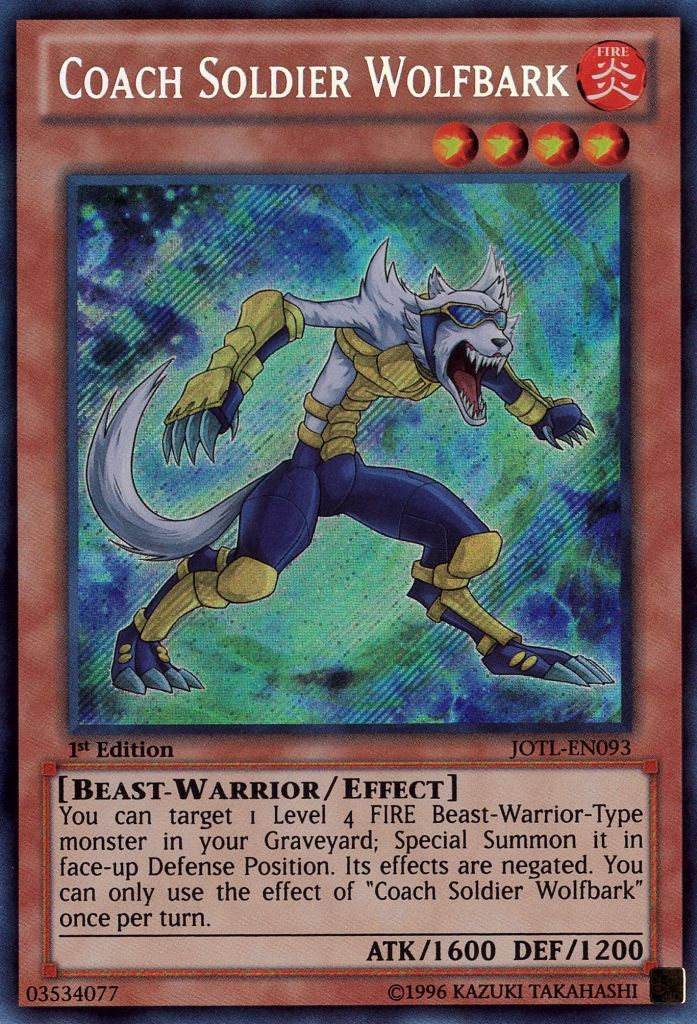 COACH SOLDIER WOLFBARK
FIRE
炎
1st Edition
JOTL-EN093
[BEAST-WARRIOR/EFFECT]
You can target 1 Level 4 FIRE Beast-Warrior-Type
monster in your Graveyard; Special Summon it in
face-up Defense Position. Its effects are negated. You
can only use the effect of "Coach Soldier Wolfbark"
once per turn.
ATK/1600 DEF/1200
03534077
©1996 KAZUKI TAKAHASHI